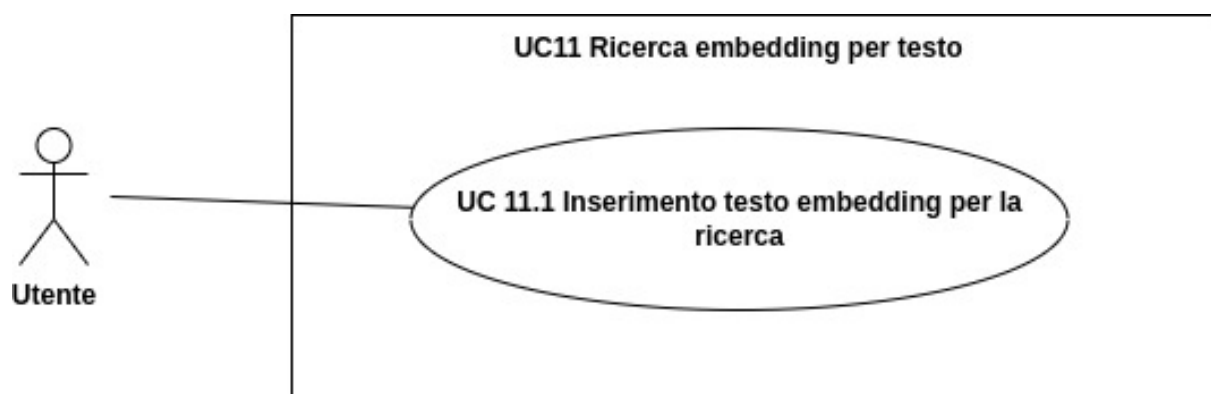 UC11 Ricerca embedding per testo
UC 11.1 Inserimento testo embedding per la
ricerca
Utente